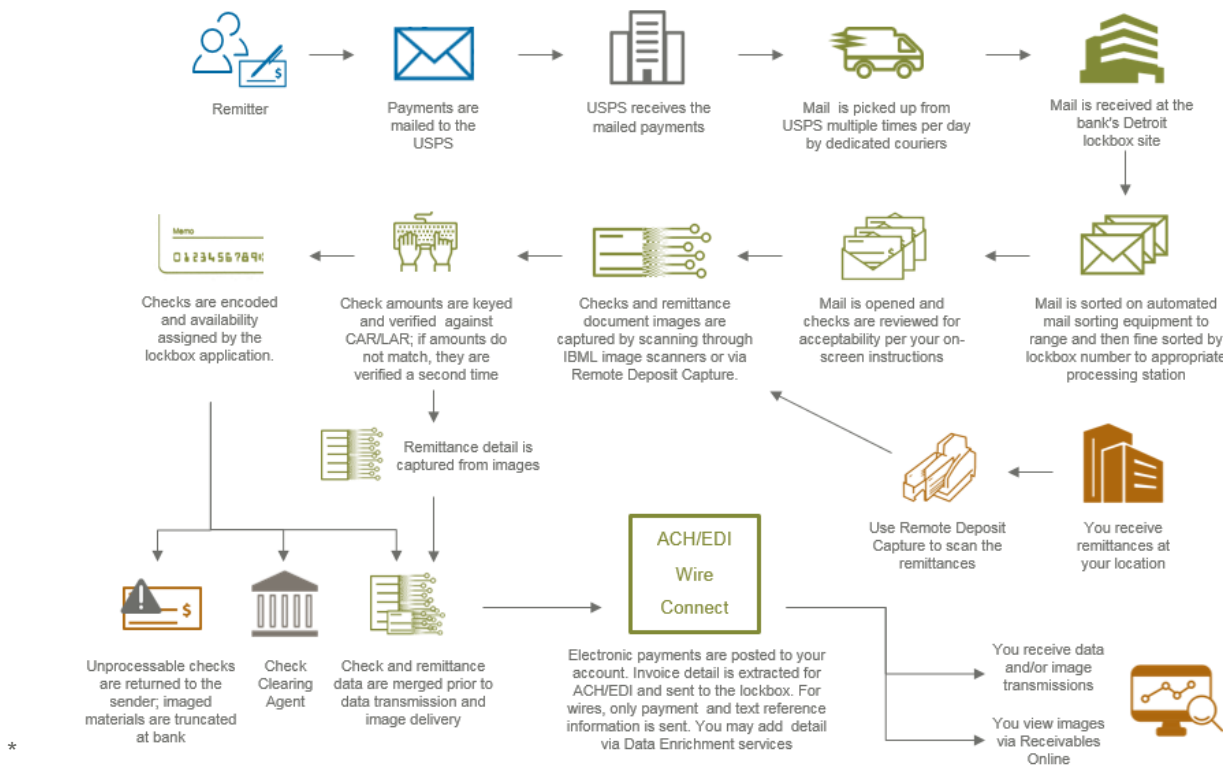 Remitter
Payments are
mailed to the
USPS
USPS receives the
mailed payments
Mail is picked up from
USPS multiple times per day
by dedicated couriers
Mail is received at the
bank's Detroit
lockbox site
Mail is sorted on automated
mail sorting equipment to
range and then fine sorted by
lockbox number to appropriate
processing station
$
Mail is opened and
checks are reviewed for
acceptability per your on-
screen instructions
Checks and remittance
document images are
captured by scanning through
IBML image scanners or via
Remote Deposit Capture.
Check amounts are keyed
and verified against
CAR/LAR; if amounts do
not match, they are
verified a second time
Memo
0123456789
Checks are encoded
and availability
assigned by the
lockbox application.
Remittance detail is
captured from images
You receive
remittances at
your location
Use Remote Deposit
Capture to scan the
remittances
$
Unprocessable checks
are returned to the
sender; imaged
materials are truncated
at bank
Check
Clearing
Agent
Check and remittance
data are merged prior to
data transmission and
image delivery
ACH/EDI
Wire
Connect
Electronic payments are posted to your
account. Invoice detail is extracted for
ACH/EDI and sent to the lockbox. For
wires, only payment and text reference
information is sent. You may add detail
via Data Enrichment services
You receive data
and/or image
transmissions
You view images
via Receivables
Online
$
*